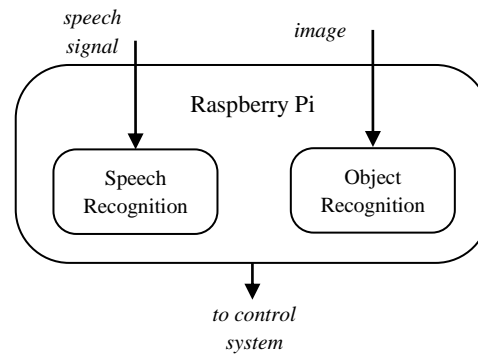 speech
signal
image
Raspberry Pi
Speech
Recognition
Object
Recognition
to control
system